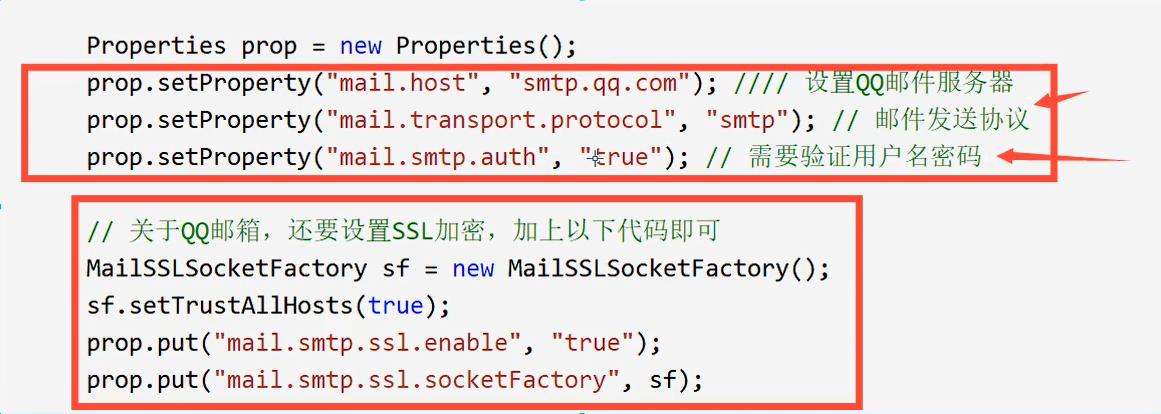 Properties prop = new Properties();
prop.setProperty("mail.host", "smtp.qq.com"); //// 设置QQ邮件服务器
prop.setProperty("mail.transport.protocol", "smtp"); // 邮件发送协议
prop.setProperty("mail.smtp.auth", "true"); // 需要验证用户名密码
// 关于QQ邮箱，还要设置SSL加密，加上以下代码即可
MailSSLSocketFactory sf = new MailSSLSocketFactory();
sf.setTrustAllHosts(true);
prop.put("mail.smtp.ssl.enable", "true");
prop.put("mail.smtp.ssl.socketFactory", sf);